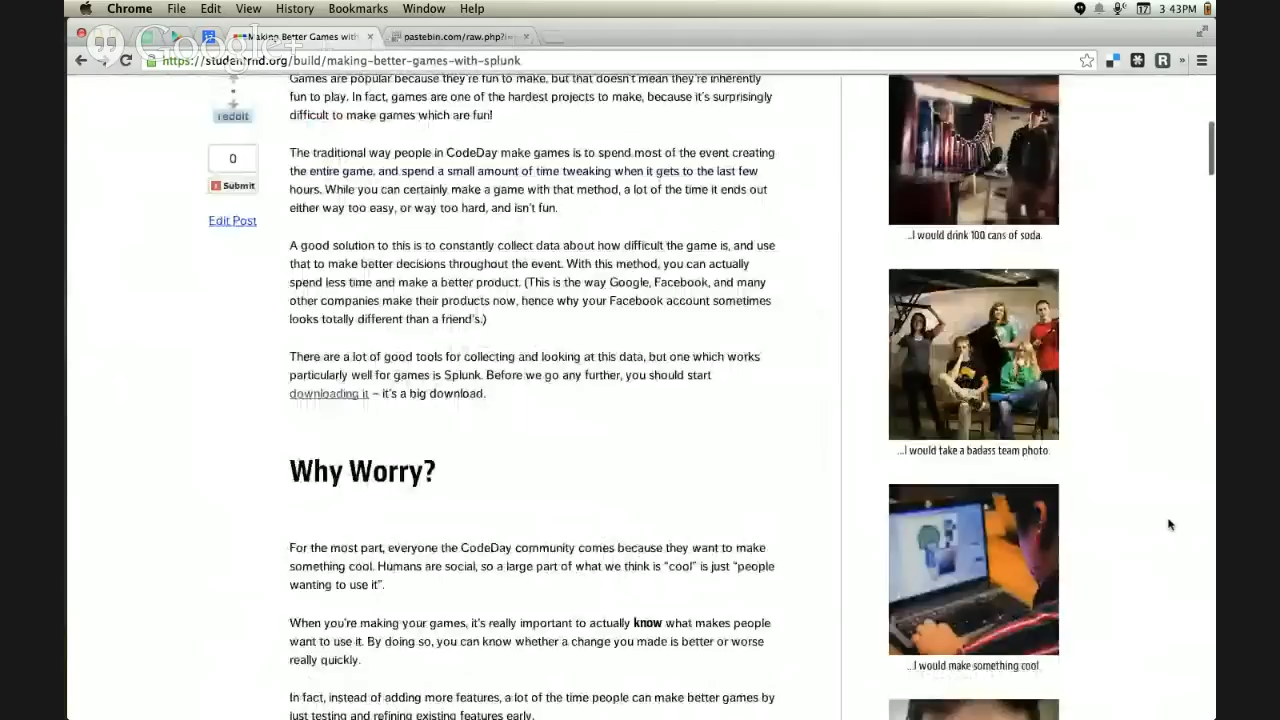 Chrome File Edit View History Bookmarks Window Help
17 3 43PM
Google+
Making Better Games with
pastebin.com/raw.php?i=
https://studentrnd.org/build/making-better-games-with-splunk
Games are popular because they're fun to make, but that doesn't mean they're inherently
fun to play. In fact, games are one of the hardest projects to make, because it's surprisingly
difficult to make games which are fun!
reddit
0
Submit
Edit Post
The traditional way people in CodeDay make games is to spend most of the event creating
the entire game, and spend a small amount of time tweaking when it gets to the last few
hours. While you can certainly make a game with that method, a lot of the time it ends out
either way too easy, or way too hard, and isn't fun.
A good solution to this is to constantly collect data about how difficult the game is, and use
that to make better decisions throughout the event. With this method, you can actually
spend less time and make a better product. (This is the way Google, Facebook, and many
other companies make their products now, hence why your Facebook account sometimes
looks totally different than a friend's.)
There are a lot of good tools for collecting and looking at this data, but one which works
particularly well for games is Splunk. Before we go any further, you should start
downloading it – it's a big download.
Why Worry?
For the most part, everyone the CodeDay community comes because they want to make
something cool. Humans are social, so a large part of what we think is "cool" is just "people
wanting to use it".
When you're making your games, it's really important to actually know what makes people
want to use it. By doing so, you can know whether a change you made is better or worse
really quickly.
In fact, instead of adding more features, a lot of the time people can make better games by
just testing and refining existing features early.
...I would drink 100 cans of soda.
...I would take a badass team photo.
...I would make something cool